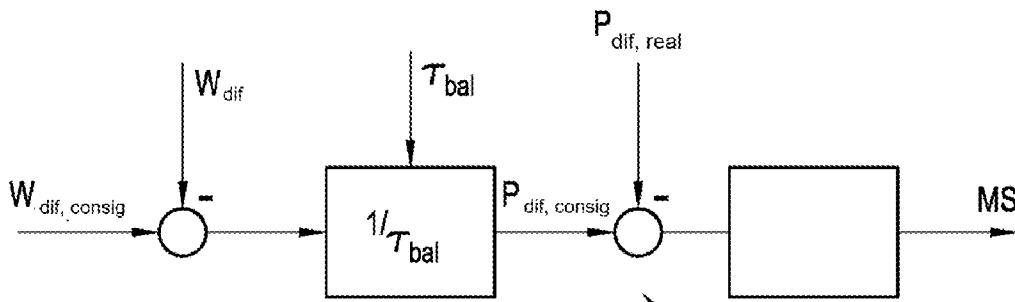 P dif, real
W dif
τ bal
W dif, consig
-
1/τ bal
P dif, consig
-
MS